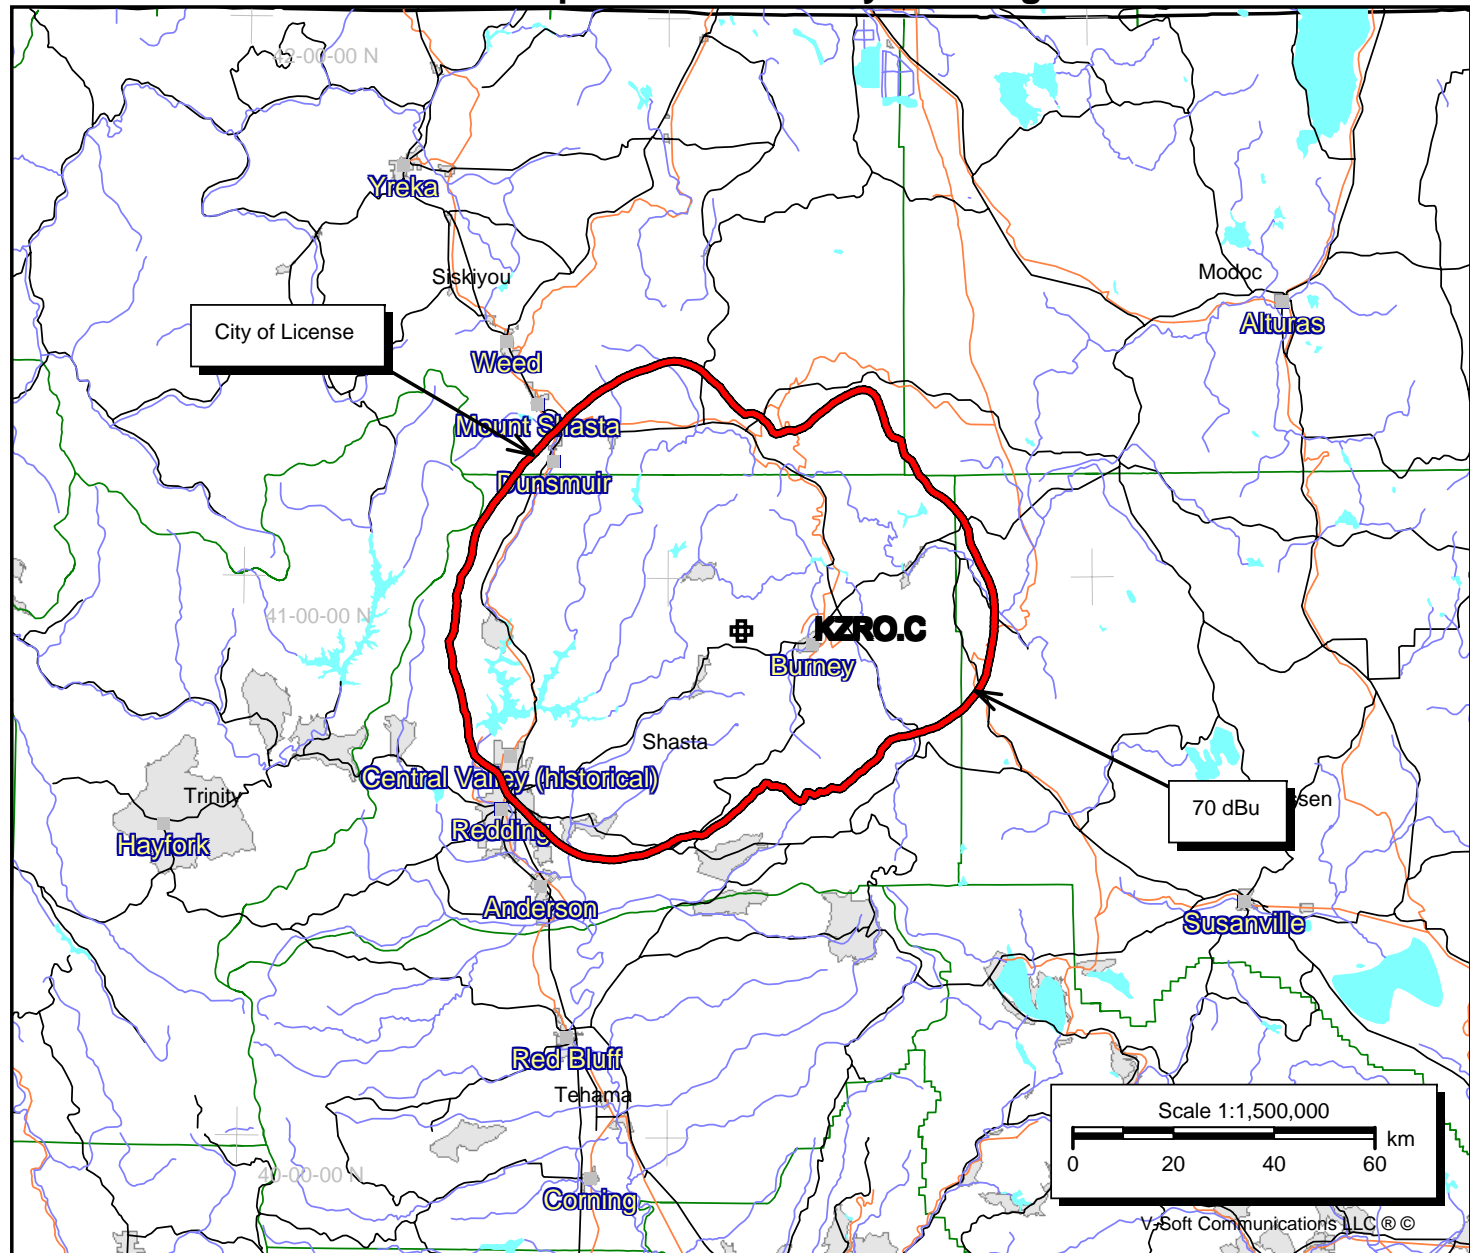 42-00-00 N
Yreka
Siskiyou
Modoc
Alturas
City of License
Weed
Mount Shasta
Dunsmuir
41-00-00 N
KZRO.C
Burney
Shasta
Central Valley (historical)
Trinity
70 dBu
ssen
Redding
Hayfork
Anderson
Susanville
Red Bluff
Tehama
Scale 1:1,500,000
km
0 20 40 60
40-00-00 N
Corning
V-Soft Communications LLC ® ©